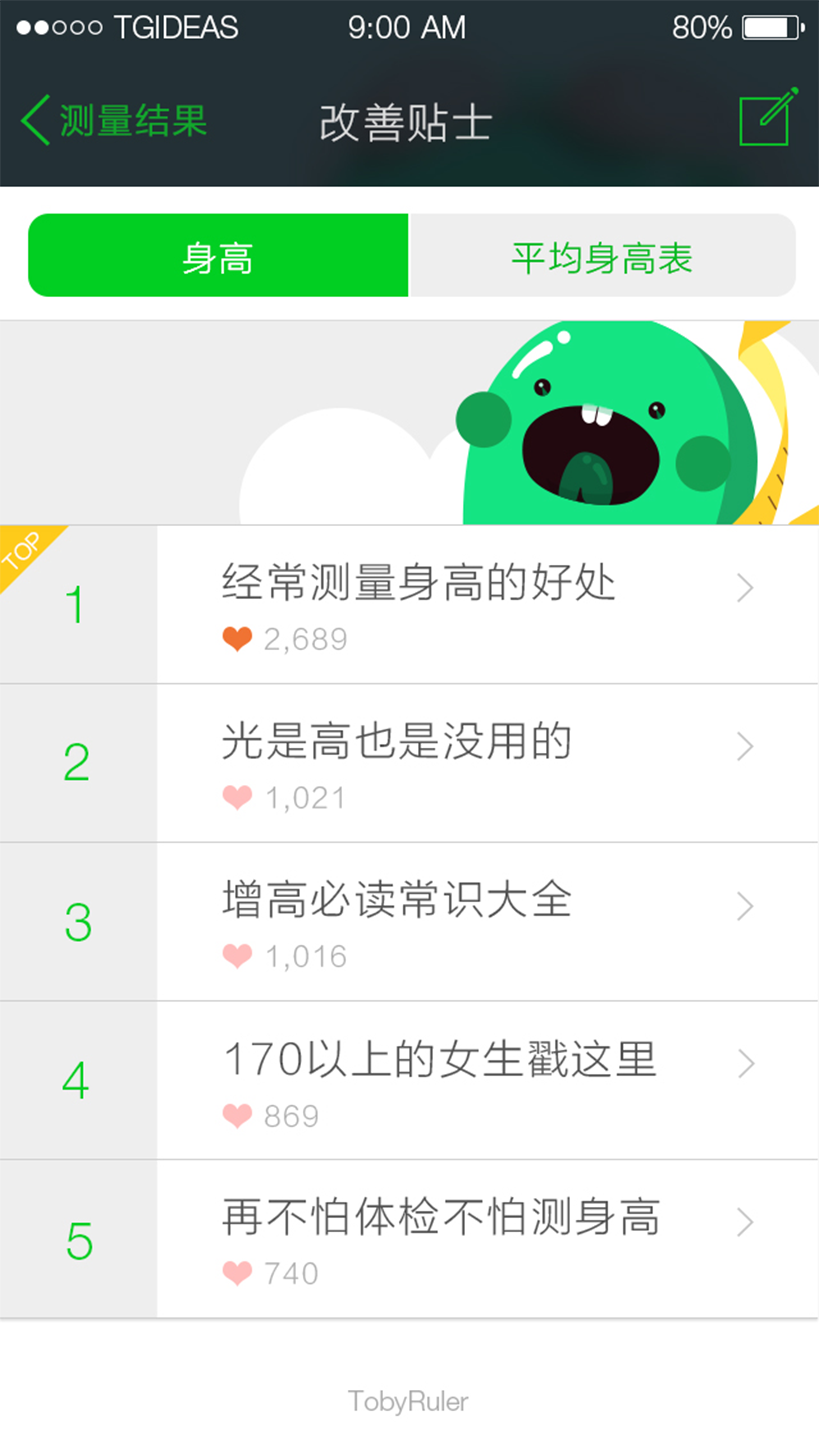 TGIDEAS 9:00 AM 80%
测量结果 改善贴士
身高 平均身高表
TOP
1 经常测量身高的好处
2,689
2 光是高也是没用的
1,021
3 增高必读常识大全
1,016
4 170以上的女生戳这里
869
5 再不怕体检不怕测身高
740
TobyRuler